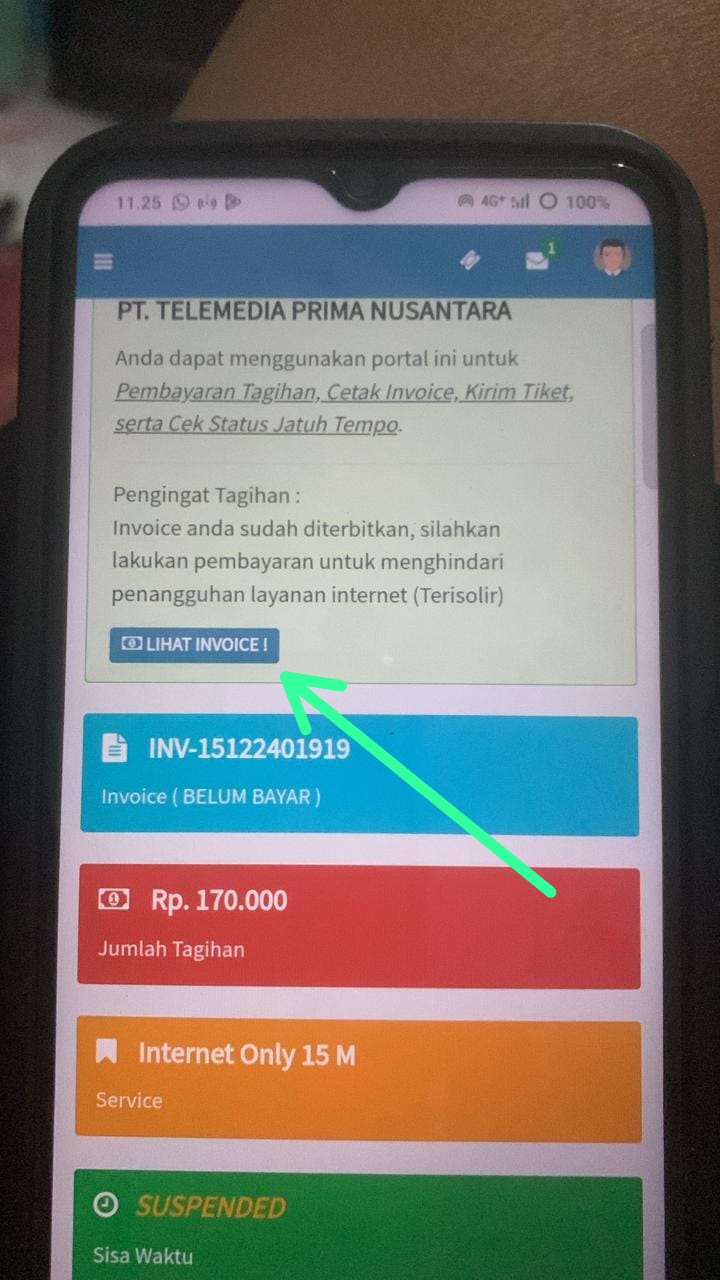 11.25 4G+ 100%
1
PT. TELEMEDIA PRIMA NUSANTARA
Anda dapat menggunakan portal ini untuk
Pembayaran Tagihan, Cetak Invoice, Kirim Tiket,
serta Cek Status Jatuh Tempo.
Pengingat Tagihan :
Invoice anda sudah diterbitkan, silahkan
lakukan pembayaran untuk menghindari
penangguhan layanan internet (Terisolir)
LIHAT INVOICE !
INV-15122401919
Invoice ( BELUM BAYAR )
Rp. 170.000
Jumlah Tagihan
Internet Only 15 M
Service
SUSPENDED
Sisa Waktu